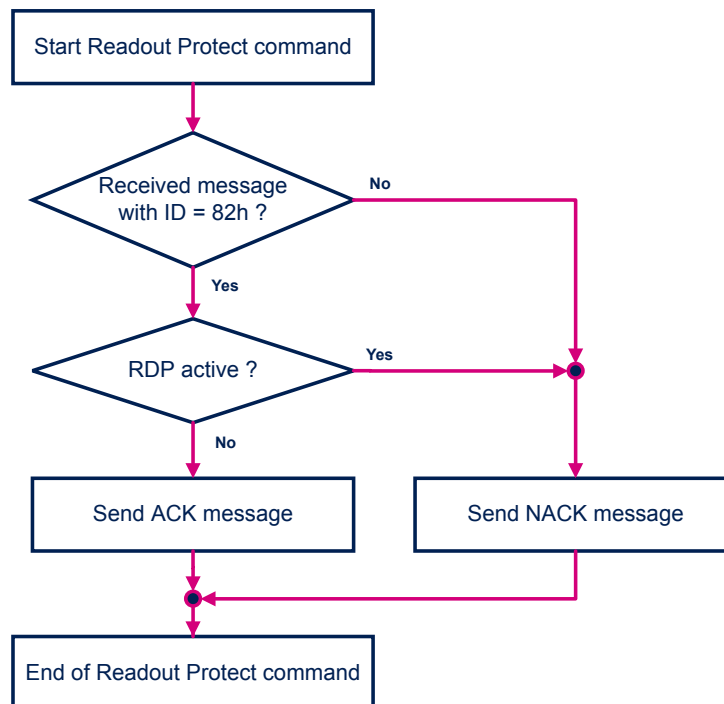 Start Readout Protect command
Received message
with ID = 82h ?
No
Yes
RDP active ?
Yes
No
Send ACK message
Send NACK message
End of Readout Protect command